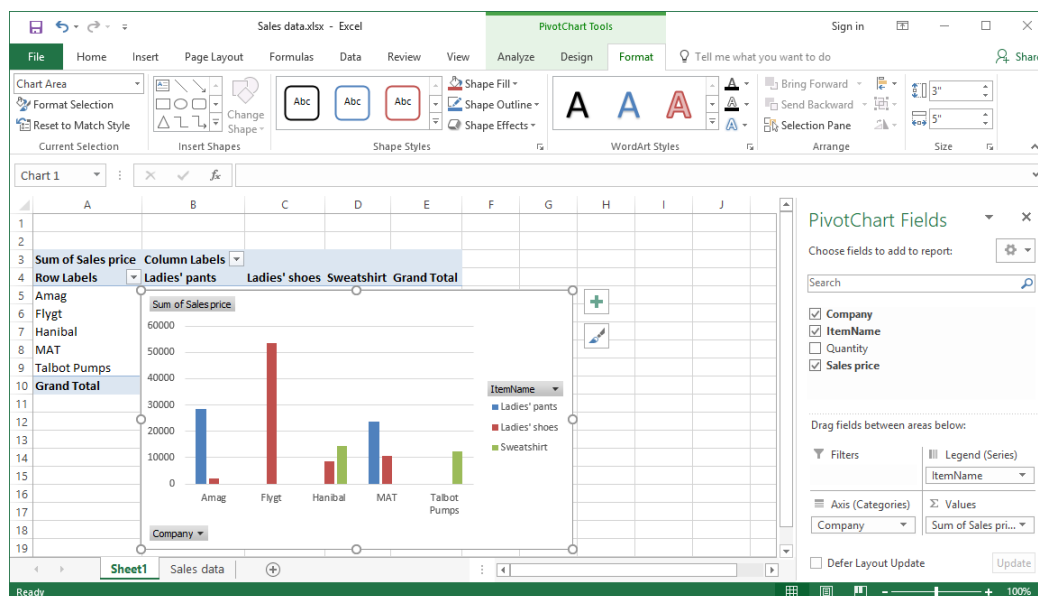 Sales data.xlsx - Excel
PivotChart Tools
Sign in
File Home Insert Page Layout Formulas Data Review View Analyze Design Format Tell me what you want to do Share
Chart Area
Format Selection
Reset to Match Style
Current Selection
Change Shape
Insert Shapes
Abc Abc Abc
Shape Fill
Shape Outline
Shape Effects
Shape Styles
A A A
A
A
A
WordArt Styles
Bring Forward
Send Backward
Selection Pane
Arrange
3"
5"
Size
Chart 1
fx
A B C D E F G H I J
1
2
3 Sum of Sales price Column Labels
4 Row Labels Ladies' pants Ladies' shoes Sweatshirt Grand Total
5 Amag
6 Flygt
7 Hanibal
8 MAT
9 Talbot Pumps
10 Grand Total
11
12
13
14
15
16
17
18
19
Sum of Sales price
60000
50000
40000
30000
20000
10000
0
Amag Flygt Hanibal MAT Talbot Pumps
ItemName
Ladies' pants
Ladies' shoes
Sweatshirt
Company
PivotChart Fields
Choose fields to add to report:
Search
Company
ItemName
Quantity
Sales price
Drag fields between areas below:
Filters
Legend (Series)
ItemName
Axis (Categories)
Company
Σ Values
Sum of Sales pri...
Defer Layout Update
Update
Sheet1 Sales data
Ready
100%